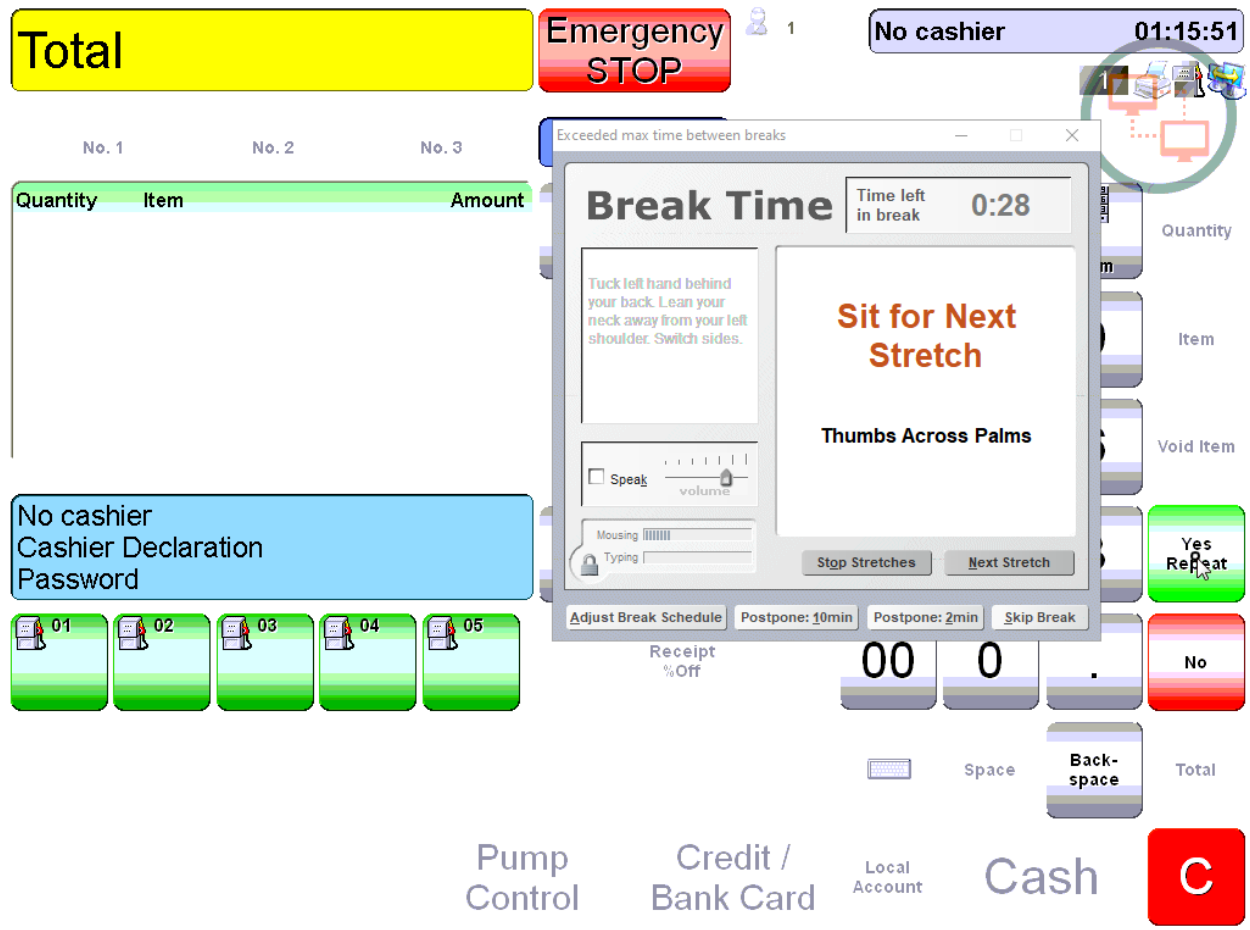 Total
Emergency
STOP
1
No cashier 01:15:51
1
No. 1 No. 2 No. 3
Quantity Item Amount
Exceeded max time between breaks
Break Time
Time left
in break
0:28
Tuck left hand behind
your back. Lean your
neck away from your left
shoulder. Switch sides.
Sit for Next
Stretch
Thumbs Across Palms
Speak
volume
Mousing
Typing
Stop Stretches
Next Stretch
Adjust Break Schedule
Postpone: 10min
Postpone: 2min
Skip Break
Quantity
Item
Void Item
Yes
Repeat
No
No cashier
Cashier Declaration
Password
01 02 03 04 05
Receipt
%Off
00 0 .
Space
Back-
space
Total
Pump
Control
Credit /
Bank Card
Local
Account
Cash
C